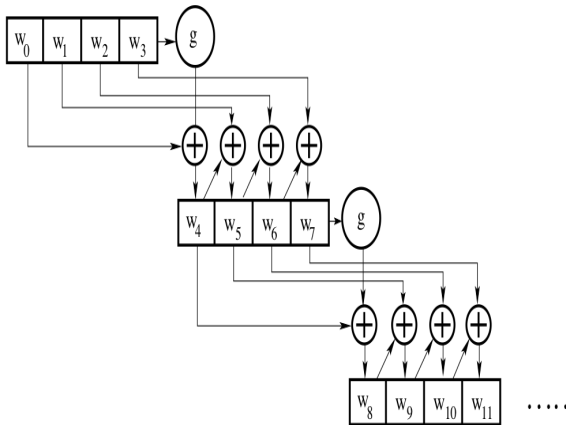 w0 w1 w2 w3 g
+ + + +
w4 w5 w6 w7 g
+ + + +
w8 w9 w10 w11 .....